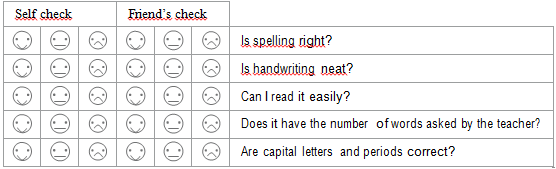 Self check Friend's check
Is spelling right?
Is handwriting neat?
Can I read it easily?
Does it have the number of words asked by the teacher?
Are capital letters and periods correct?